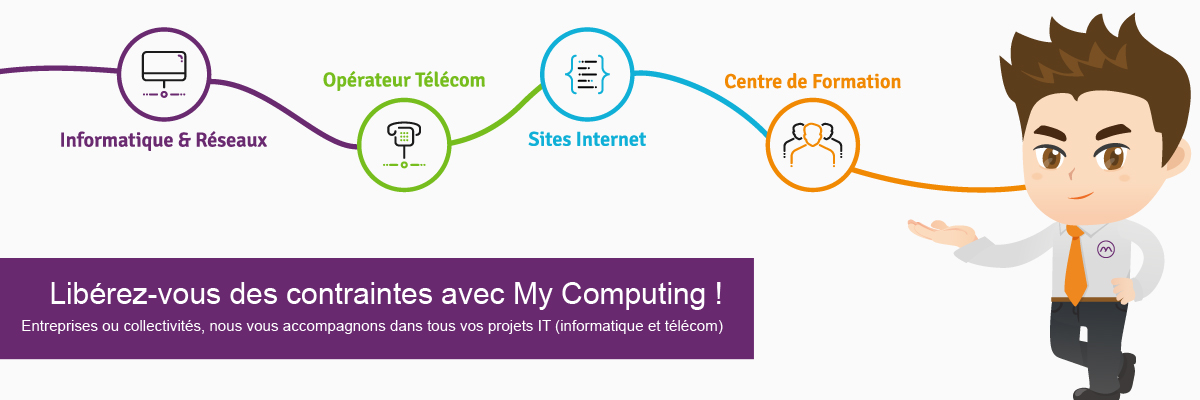 Informatique & Réseaux
Opérateur Télécom
Sites Internet
Centre de Formation
Libérez-vous des contraintes avec My Computing !
Entreprises ou collectivités, nous vous accompagnons dans tous vos projets IT (informatique et télécom)